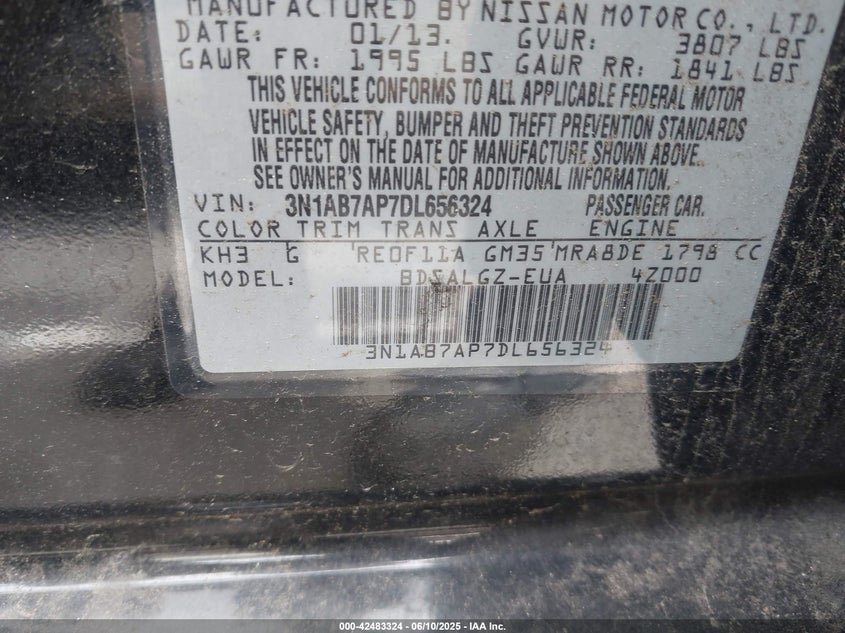 MANUFACTURED BY NISSAN MOTOR CO., LTD.
DATE: 01/13. GVWR: 3807 LBS
GAWR FR: 1995 LBS GAWR RR: 1841 LBS
THIS VEHICLE CONFORMS TO ALL APPLICABLE FEDERAL MOTOR
VEHICLE SAFETY, BUMPER AND THEFT PREVENTION STANDARDS
IN EFFECT ON THE DATE OF MANUFACTURE SHOWN ABOVE.
SEE OWNER'S MANUAL FOR ADDITIONAL INFORMATION.
VIN: 3N1AB7AP7DL656324 PASSENGER CAR.
COLOR TRIM TRANS AXLE ENGINE
KH3 G RE0F11A GM35 MRA8DE 1798 CC
MODEL: BDSALGZ-EUA 4Z000
3N1AB7AP7DL656324
000-42483324 - 06/10/2025 - IAA Inc.